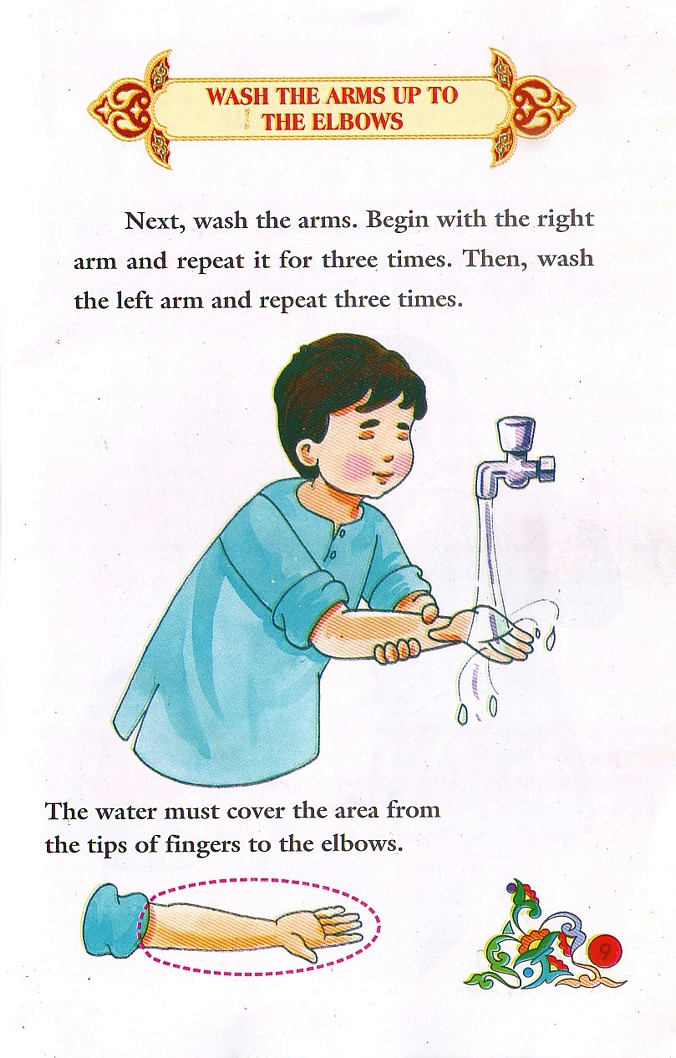 WASH THE ARMS UP TO
THE ELBOWS
Next, wash the arms. Begin with the right
arm and repeat it for three times. Then, wash
the left arm and repeat three times.
The water must cover the area from
the tips of fingers to the elbows.
9